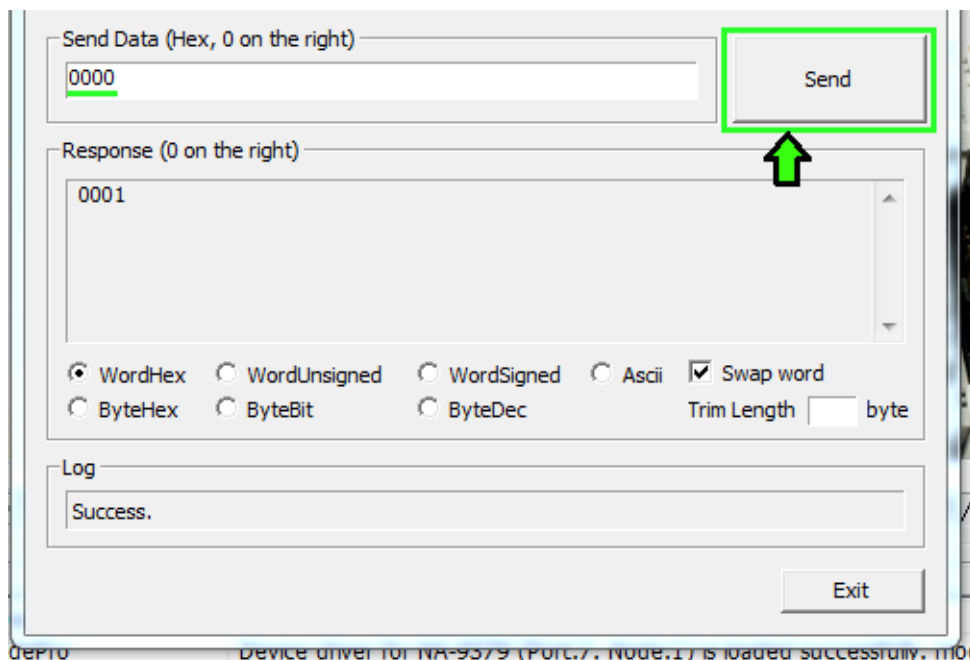 Send Data (Hex, 0 on the right)
0000
Send
Response (0 on the right)
0001
WordHex WordUnsigned WordSigned Ascii Swap word
ByteHex ByteBit ByteDec Trim Length byte
Log
Success.
Exit
dePro Device driver for NA-9379 (Port:7. Node:1) is loaded successfully. mod